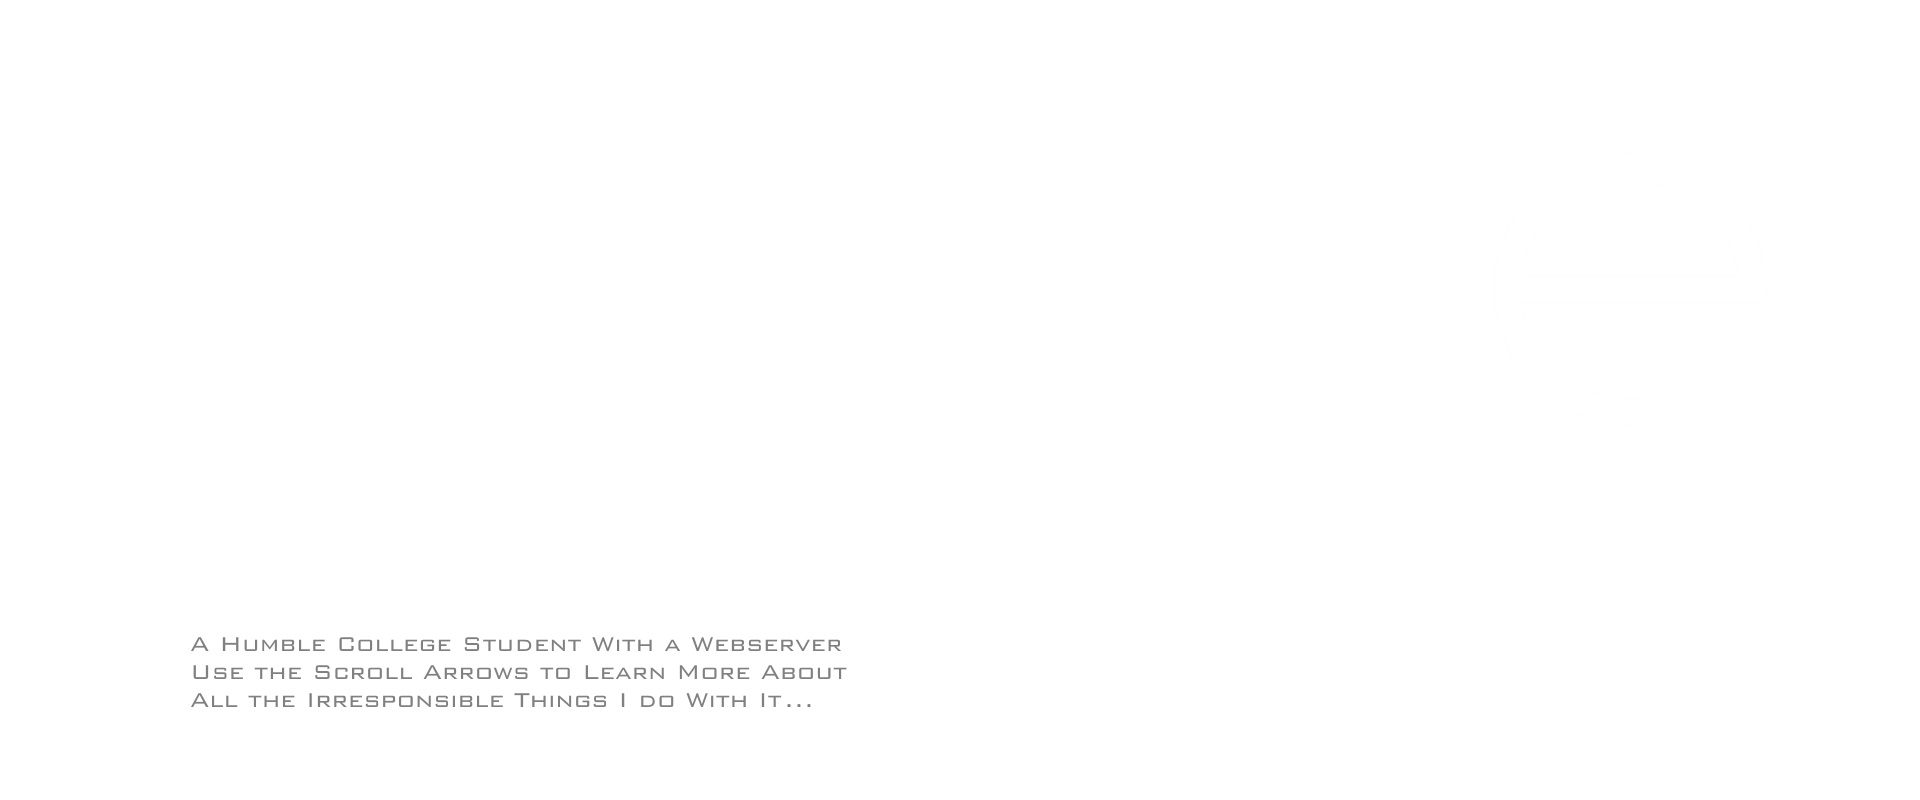 A Humble College Student With a Webserver
Use the Scroll Arrows to Learn More About
All the Irresponsible Things I do With It...